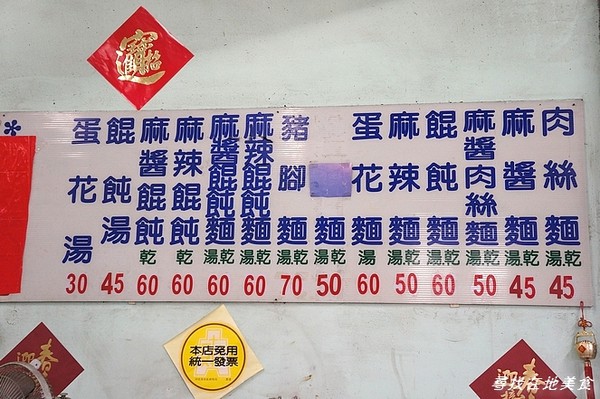 招財進寶
肉絲麵 湯乾 45
麻醬麵 湯乾 45
麻醬肉絲麵 湯乾 50
餛飩麵 湯乾 60
麻辣麵 湯乾 50
蛋花麵 湯 60
麵 湯乾 50
豬腳麵 湯乾 70
麻辣餛飩麵 湯乾 60
麻醬餛飩麵 湯乾 60
麻辣餛飩 乾 60
麻醬餛飩 乾 60
餛飩湯 45
蛋花湯 30
本店免用
統一發票
迎春
迎春
尋找在地美食